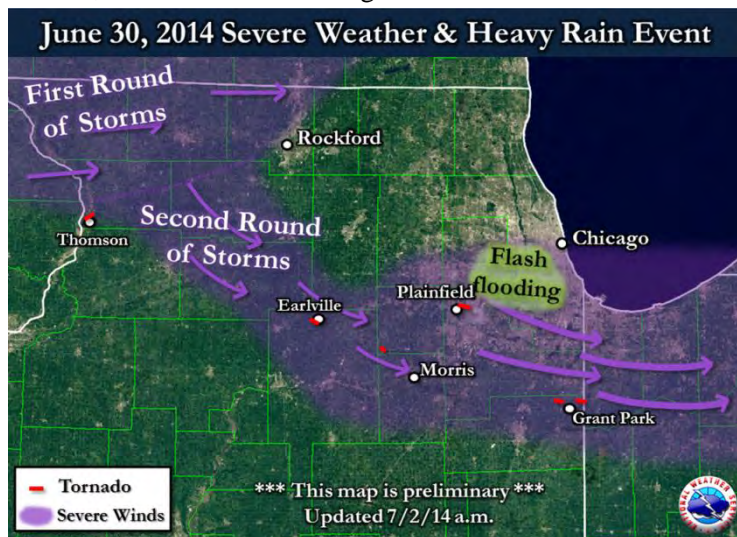 June 30, 2014 Severe Weather & Heavy Rain Event
First Round
of Storms
Rockford
Second Round
of Storms
Thomson
Chicago
Flash
flooding
Plainfield
Earlville
Morris
Grant Park
Tornado
Severe Winds
*** This map is preliminary ***
Updated 7/2/14 a.m.